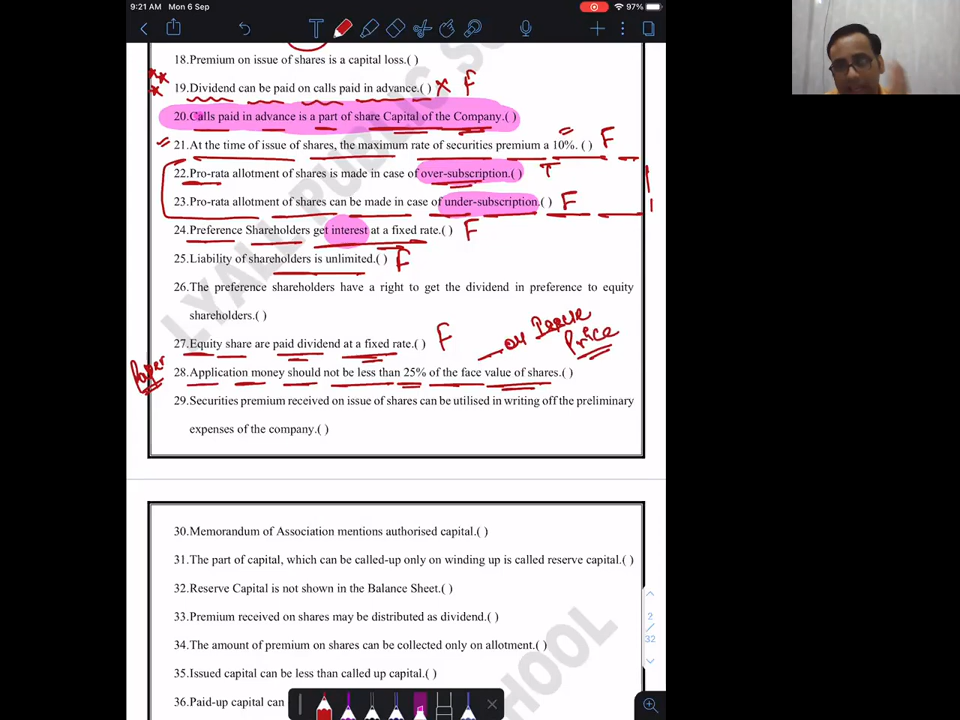 9:21 AM Mon 6 Sep
97%
18.Premium on issue of shares is a capital loss.( )
19.Dividend can be paid on calls paid in advance.( ) × F
20.Calls paid in advance is a part of share Capital of the Company.( )
21.At the time of issue of shares, the maximum rate of securities premium a 10%. ( ) F
22.Pro-rata allotment of shares is made in case of over-subscription.( ) T
23.Pro-rata allotment of shares can be made in case of under-subscription.( ) F
24.Preference Shareholders get interest at a fixed rate.( ) F
25.Liability of shareholders is unlimited.( ) F
26.The preference shareholders have a right to get the dividend in preference to equity
shareholders.( )
27.Equity share are paid dividend at a fixed rate.( ) F
Price
Paper
28.Application money should not be less than 25% of the face value of shares.( )
29.Securities premium received on issue of shares can be utilised in writing off the preliminary
expenses of the company.( )
LYALL PUBLIC SCHOOL
30.Memorandum of Association mentions authorised capital.( )
31.The part of capital, which can be called-up only on winding up is called reserve capital.( )
32.Reserve Capital is not shown in the Balance Sheet.( )
33.Premium received on shares may be distributed as dividend.( )
34.The amount of premium on shares can be collected only on allotment.( )
35.Issued capital can be less than called up capital.( )
36.Paid-up capital can
SCHOOL
2
/
32